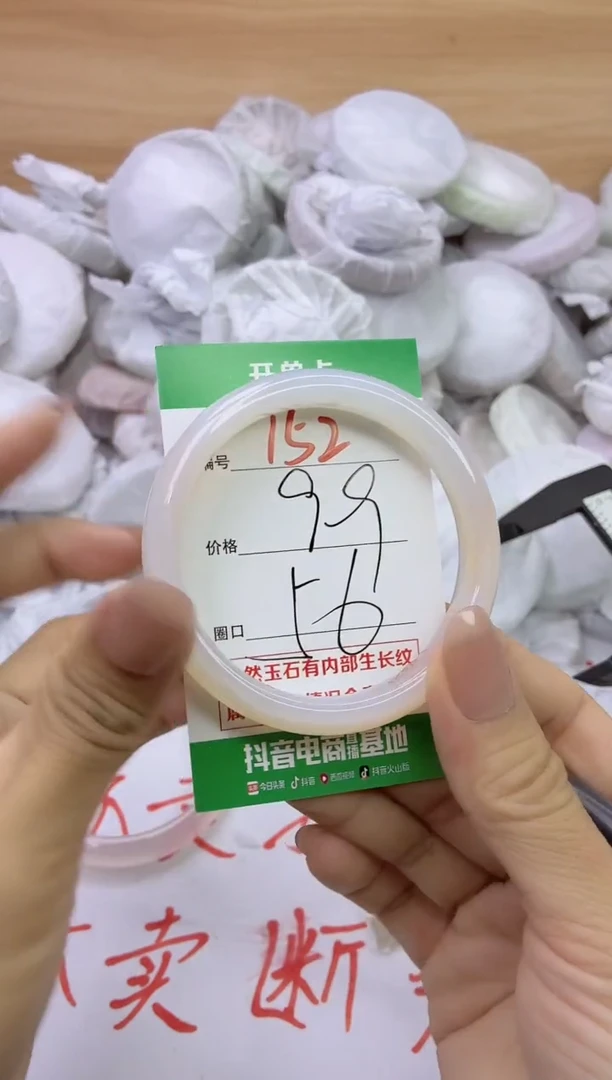 开单卡
编号 152
价格 99
圈口 56
然玉石有内部生长纹
属
抖音电商直播基地
今日头条 抖音 西瓜视频 抖音火山版
卖断